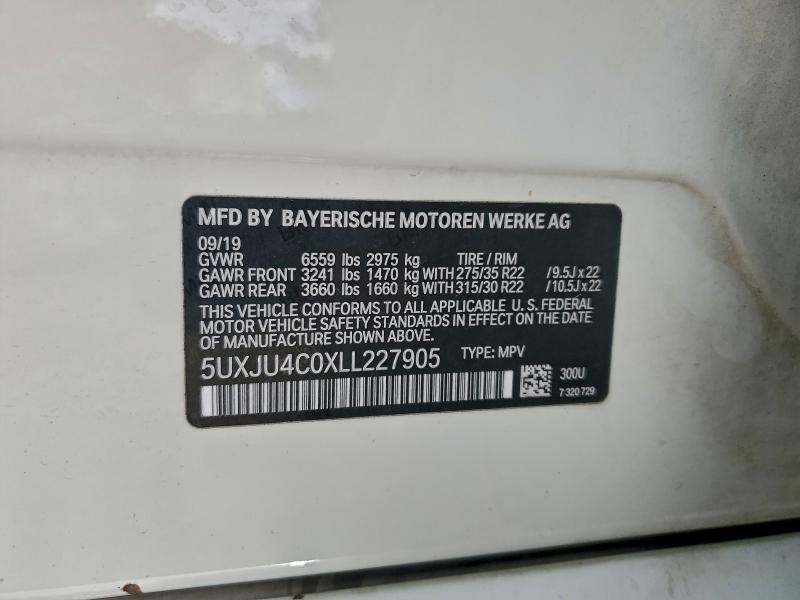 MFD BY BAYERISCHE MOTOREN WERKE AG
09/19
GVWR 6559 lbs 2975 kg TIRE / RIM
GAWR FRONT 3241 lbs 1470 kg WITH 275/35 R22 / 9.5J x 22
GAWR REAR 3660 lbs 1660 kg WITH 315/30 R22 / 10.5J x 22
THIS VEHICLE CONFORMS TO ALL APPLICABLE U. S. FEDERAL
MOTOR VEHICLE SAFETY STANDARDS IN EFFECT ON THE DATE
OF MANUFACTURE SHOWN ABOVE.
5UXJU4C0XLL227905 TYPE: MPV
300U
7 320 729